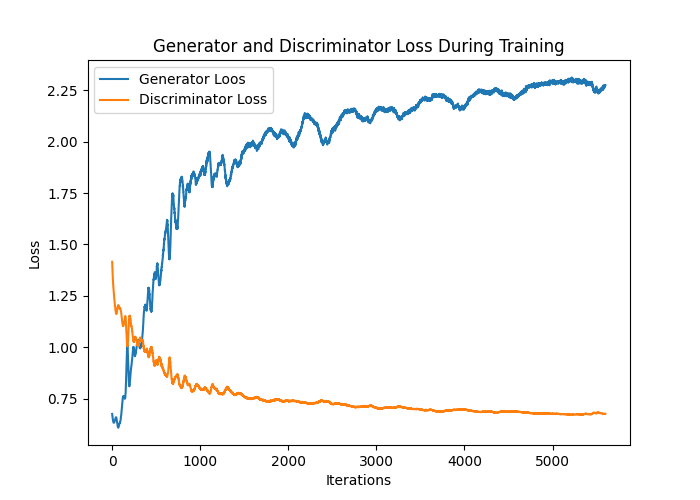 Generator and Discriminator Loss During Training
Generator Loos
Discriminator Loss
2.25
2.00
1.75
1.50
1.25
1.00
0.75
Loss
0
1000
2000
3000
4000
5000
Iterations